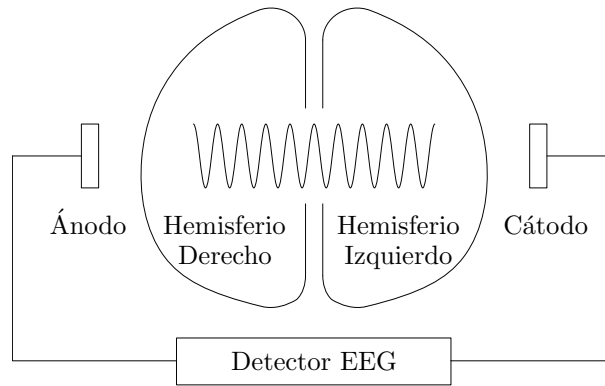 Ánodo
Hemisferio
Derecho
Hemisferio
Izquierdo
Cátodo
Detector EEG